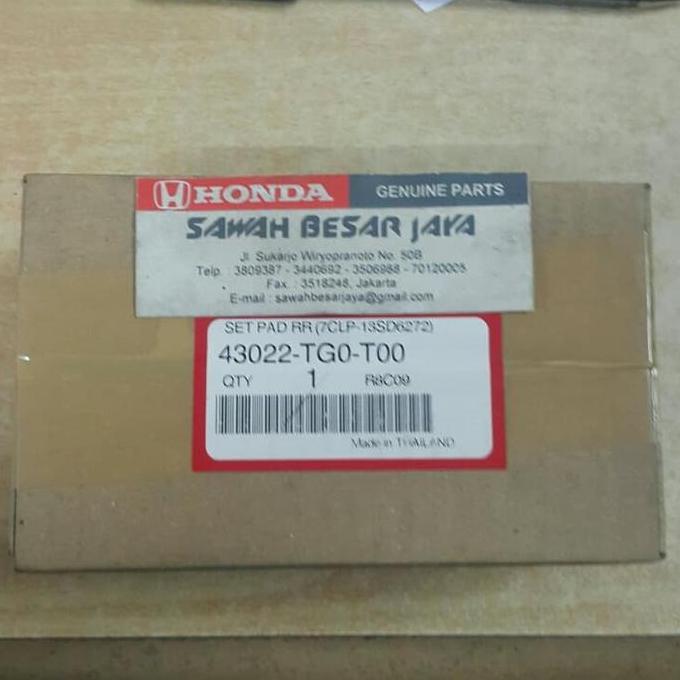 HONDA GENUINE PARTS
SAWAH BESAR JAYA
Jl. Sukarjo Wiryopranoto No. 50B
Telp. : 3809387 - 3440692 - 3506988 - 70120005
Fax. : 3518248, Jakarta
E-mail : sawahbesarjaya@gmail.com
SET PAD RR (7CLP-13SD6272)
43022-TG0-T00
QTY 1 R8C09
Made in THAILAND